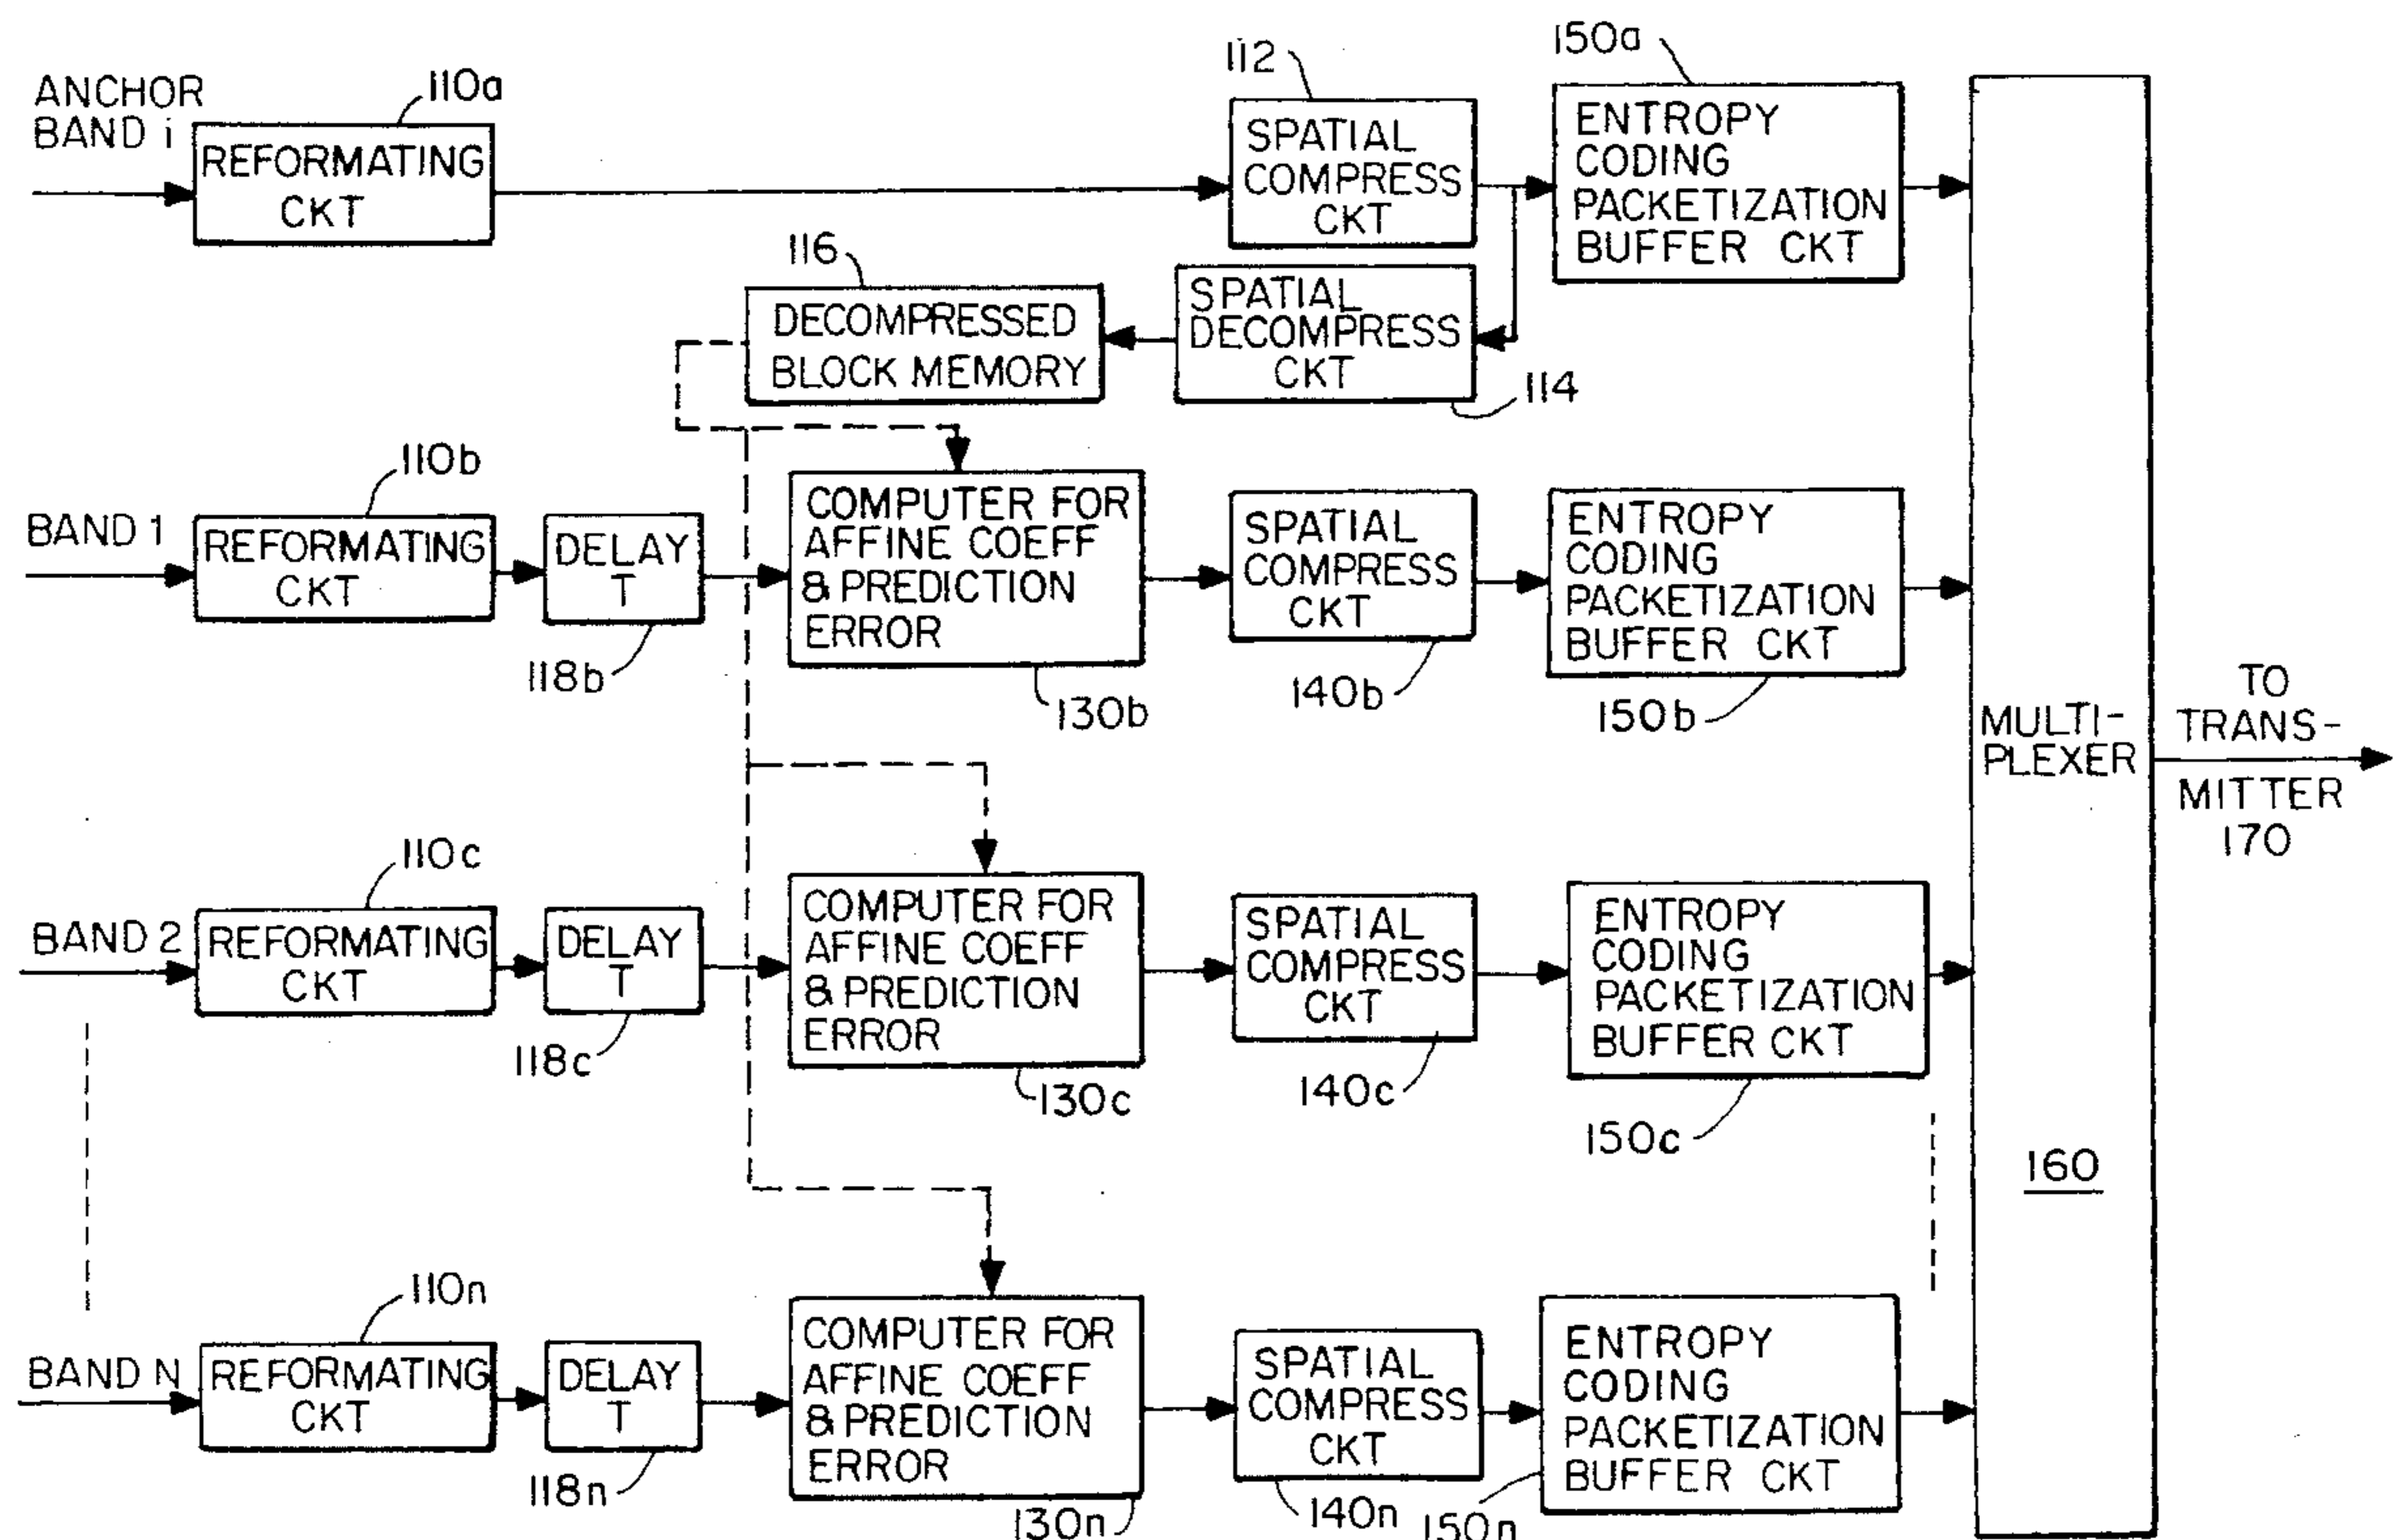 ANCHOR
BAND i
110a
REFORMATING
CKT
112
SPATIAL
COMPRESS
CKT
150a
ENTROPY
CODING
PACKETIZATION
BUFFER CKT
116
DECOMPRESSED
BLOCK MEMORY
SPATIAL
DECOMPRESS
CKT
114
BAND 1
110b
REFORMATING
CKT
DELAY
T
118b
COMPUTER FOR
AFFINE COEFF
& PREDICTION
ERROR
130b
SPATIAL
COMPRESS
CKT
140b
ENTROPY
CODING
PACKETIZATION
BUFFER CKT
150b
BAND 2
110c
REFORMATING
CKT
DELAY
T
118c
COMPUTER FOR
AFFINE COEFF
& PREDICTION
ERROR
130c
SPATIAL
COMPRESS
CKT
140c
ENTROPY
CODING
PACKETIZATION
BUFFER CKT
150c
BAND N
110n
REFORMATING
CKT
DELAY
T
118n
COMPUTER FOR
AFFINE COEFF
& PREDICTION
ERROR
130n
SPATIAL
COMPRESS
CKT
140n
ENTROPY
CODING
PACKETIZATION
BUFFER CKT
150n
MULTI-
PLEXER
160
TO
TRANS-
MITTER
170